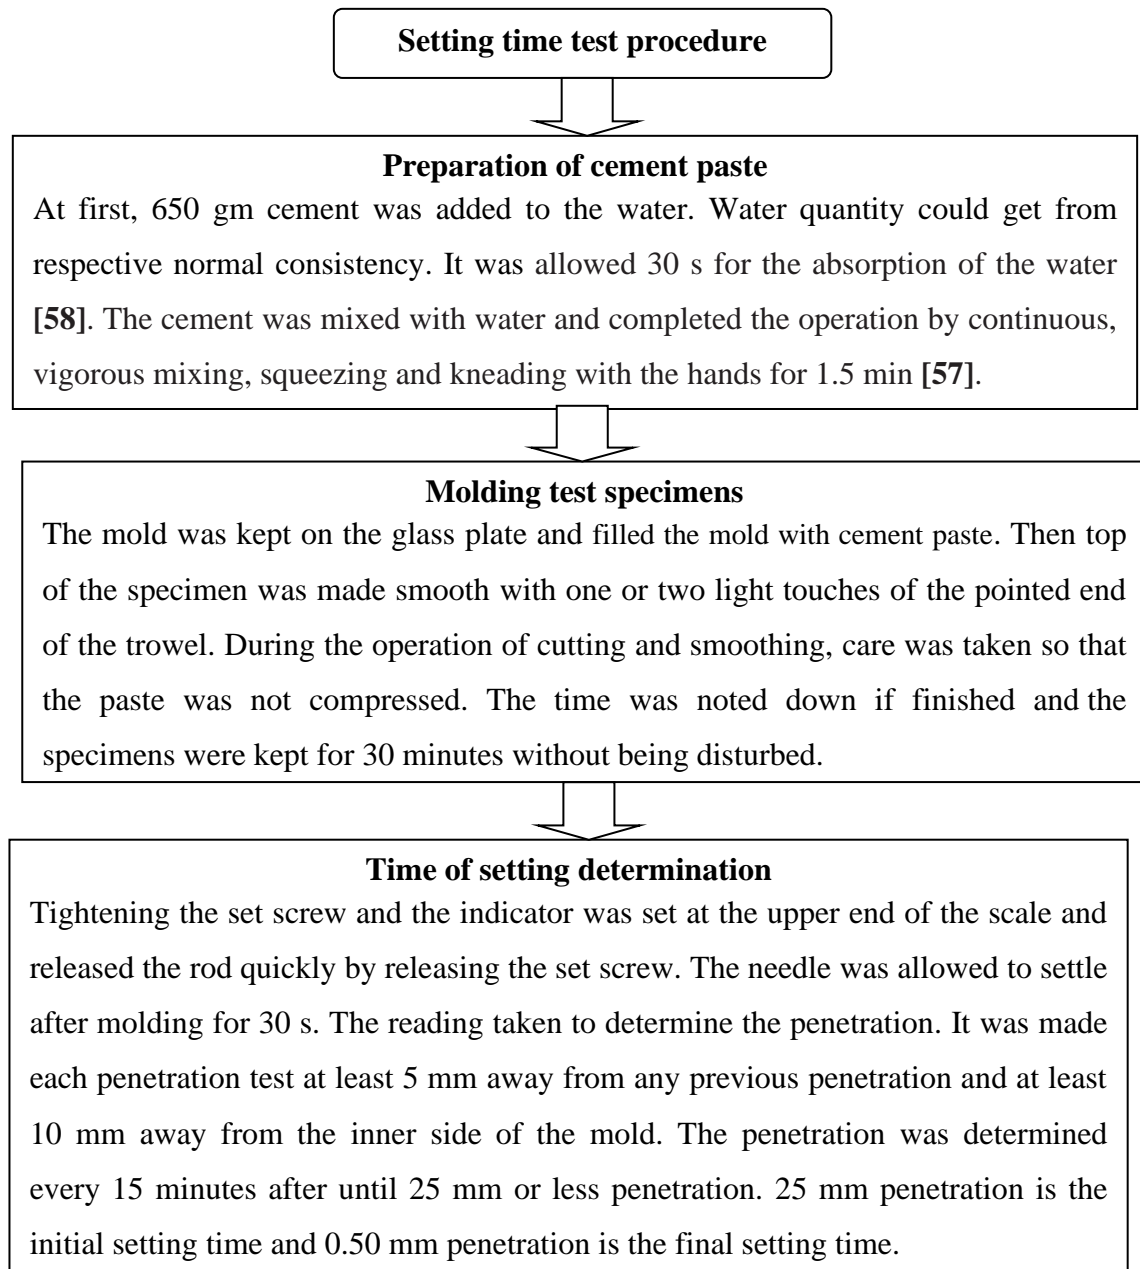 Setting time test procedure
Preparation of cement paste
At first, 650 gm cement was added to the water. Water quantity could get from
respective normal consistency. It was allowed 30 s for the absorption of the water
[58]. The cement was mixed with water and completed the operation by continuous,
vigorous mixing, squeezing and kneading with the hands for 1.5 min [57].
Molding test specimens
The mold was kept on the glass plate and filled the mold with cement paste. Then top
of the specimen was made smooth with one or two light touches of the pointed end
of the trowel. During the operation of cutting and smoothing, care was taken so that
the paste was not compressed. The time was noted down if finished and the
specimens were kept for 30 minutes without being disturbed.
Time of setting determination
Tightening the set screw and the indicator was set at the upper end of the scale and
released the rod quickly by releasing the set screw. The needle was allowed to settle
after molding for 30 s. The reading taken to determine the penetration. It was made
each penetration test at least 5 mm away from any previous penetration and at least
10 mm away from the inner side of the mold. The penetration was determined
every 15 minutes after until 25 mm or less penetration. 25 mm penetration is the
initial setting time and 0.50 mm penetration is the final setting time.